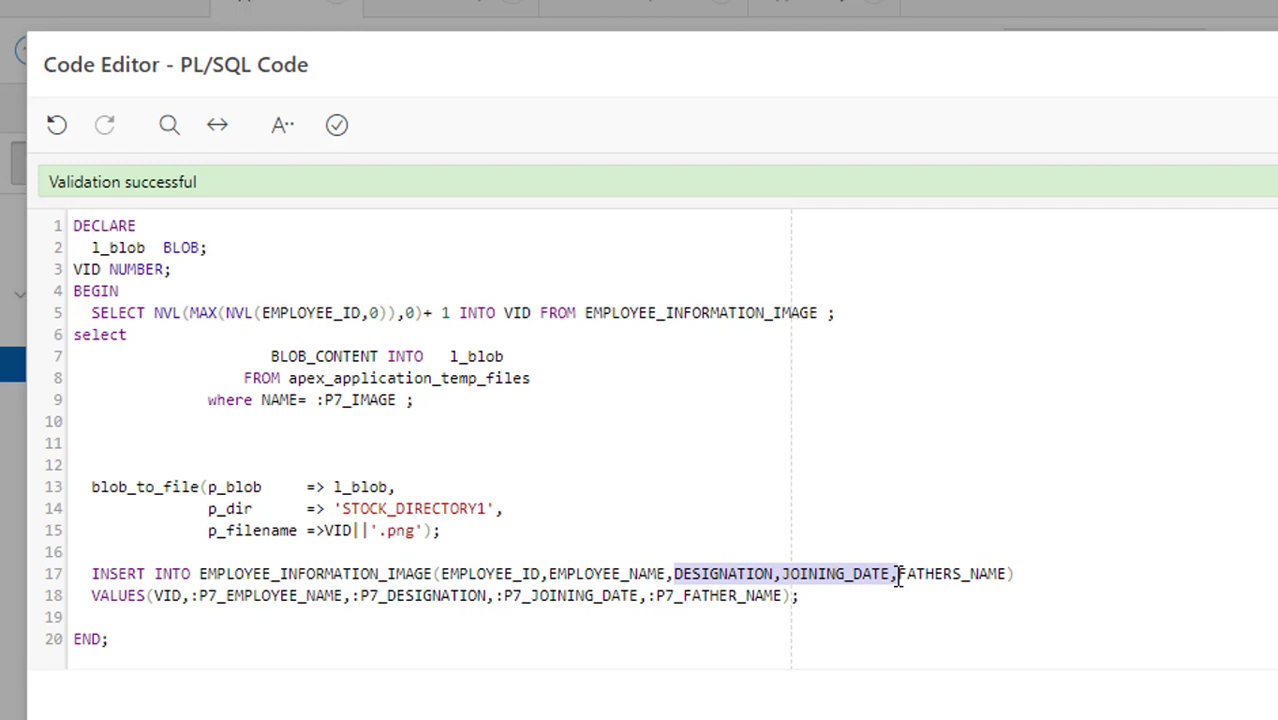 Code Editor - PL/SQL Code
A··
Validation successful
1 DECLARE
2 l_blob BLOB;
3 VID NUMBER;
4 BEGIN
5 SELECT NVL(MAX(NVL(EMPLOYEE_ID,0)),0)+ 1 INTO VID FROM EMPLOYEE_INFORMATION_IMAGE ;
6 select
7 BLOB_CONTENT INTO l_blob
8 FROM apex_application_temp_files
9 where NAME= :P7_IMAGE ;
10
11
12
13 blob_to_file(p_blob => l_blob,
14 p_dir => 'STOCK_DIRECTORY1',
15 p_filename =>VID||'.png');
16
17 INSERT INTO EMPLOYEE_INFORMATION_IMAGE(EMPLOYEE_ID,EMPLOYEE_NAME,DESIGNATION,JOINING_DATE,FATHERS_NAME)
18 VALUES(VID,:P7_EMPLOYEE_NAME,:P7_DESIGNATION,:P7_JOINING_DATE,:P7_FATHER_NAME);
19
20 END;